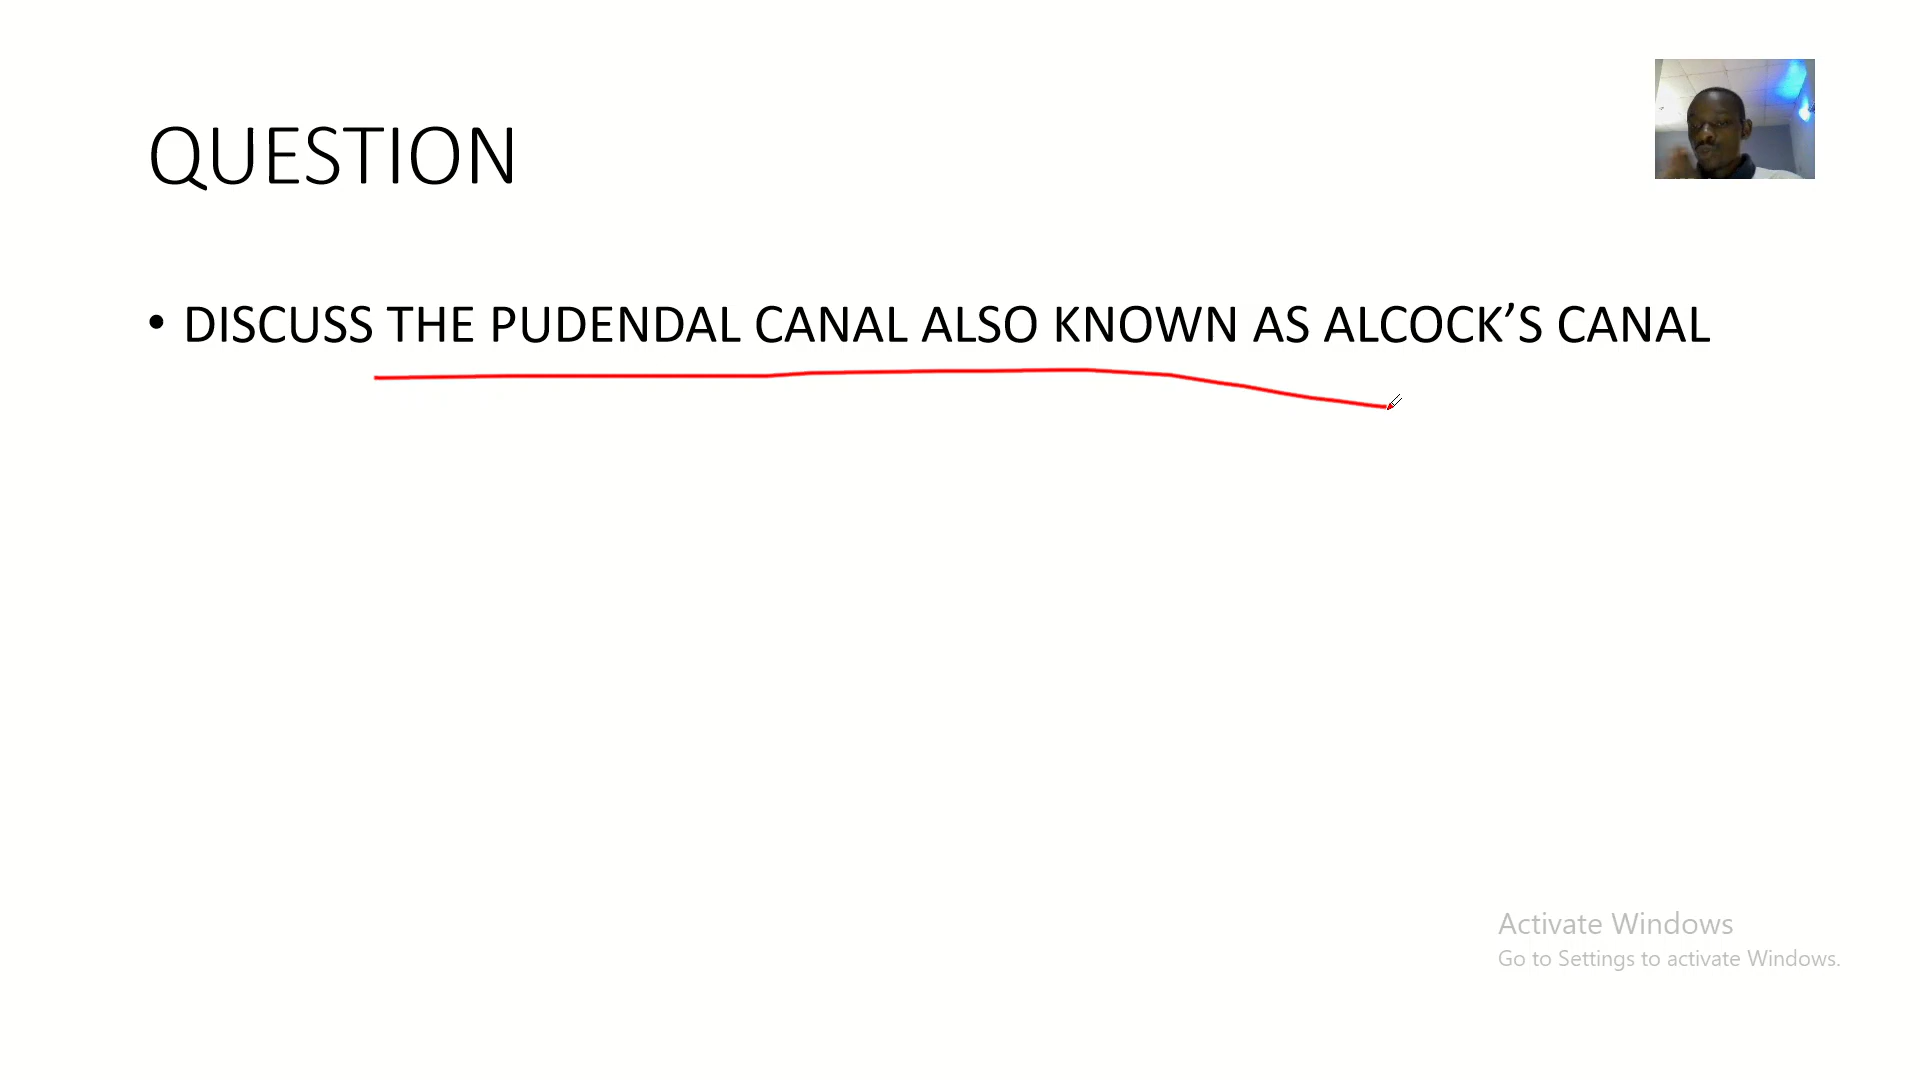 QUESTION
• DISCUSS THE PUDENDAL CANAL ALSO KNOWN AS ALCOCK’S CANAL
Activate Windows
Go to Settings to activate Windows.